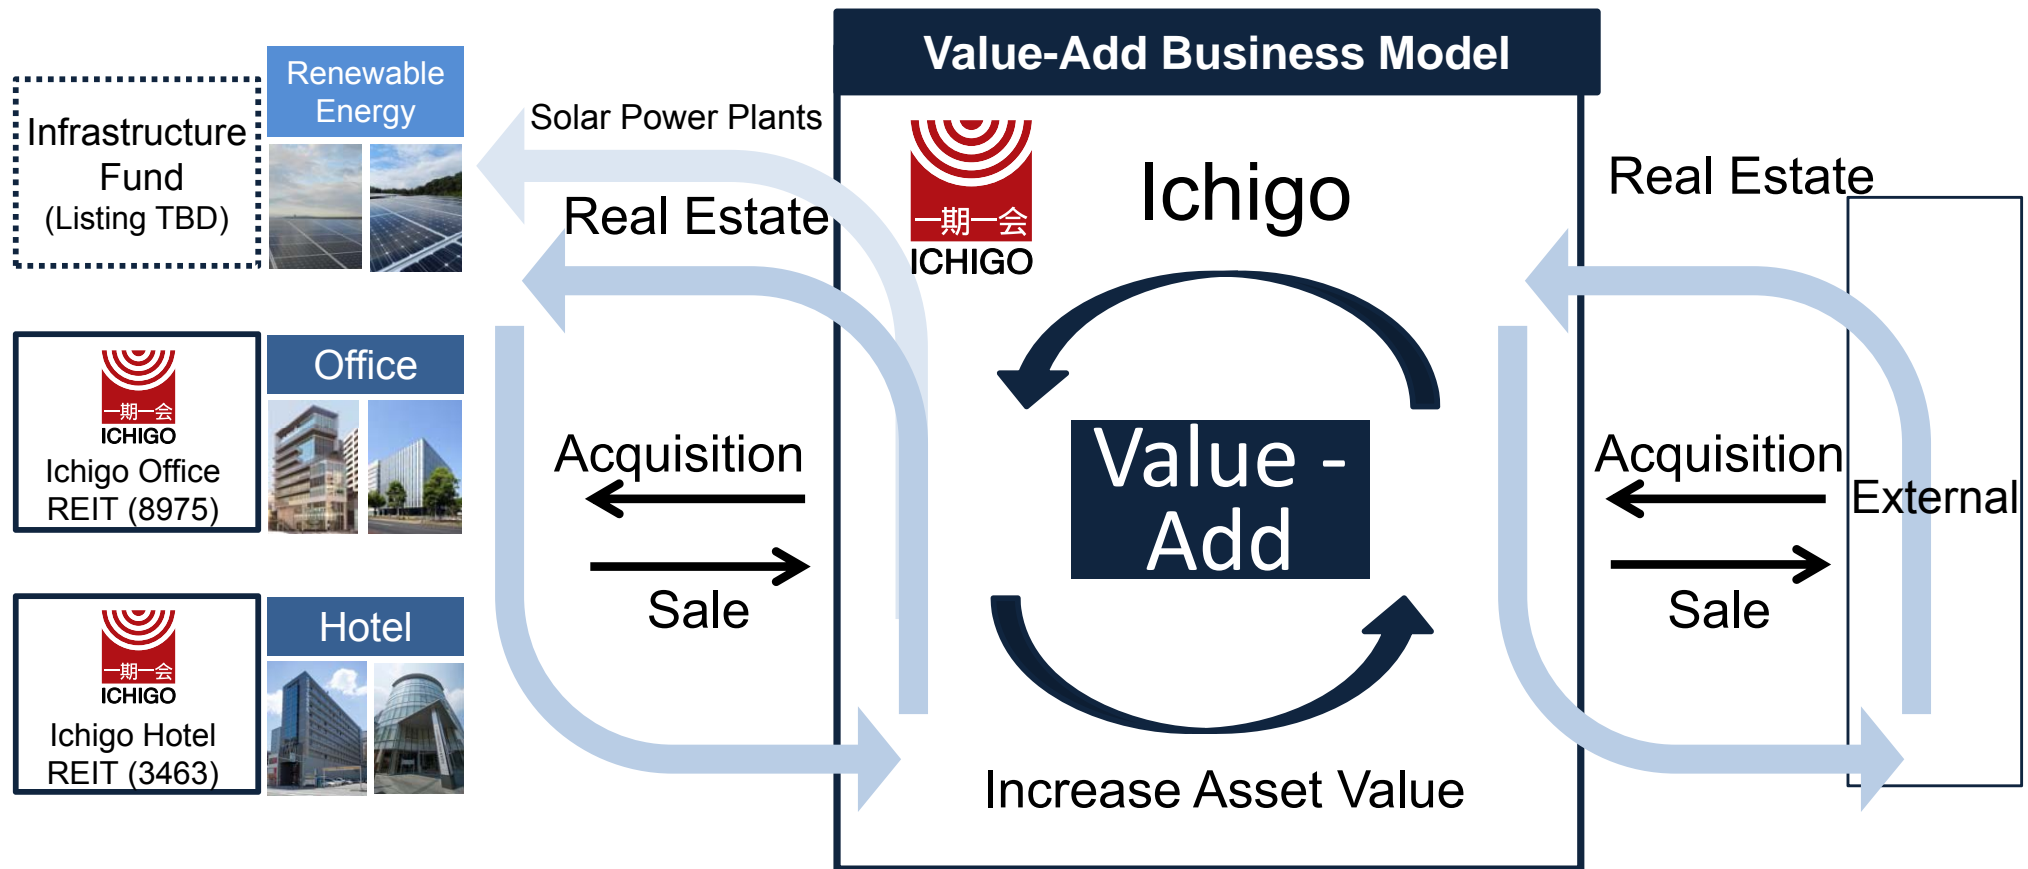 Value-Add Business Model
Infrastructure
Fund
(Listing TBD)
Renewable
Energy
Solar Power Plants
Real Estate
一期一会
ICHIGO
Ichigo
Real Estate
一期一会
ICHIGO
Ichigo Office
REIT (8975)
Office
Acquisition
Sale
Value -
Add
Acquisition
External
Sale
一期一会
ICHIGO
Ichigo Hotel
REIT (3463)
Hotel
Increase Asset Value